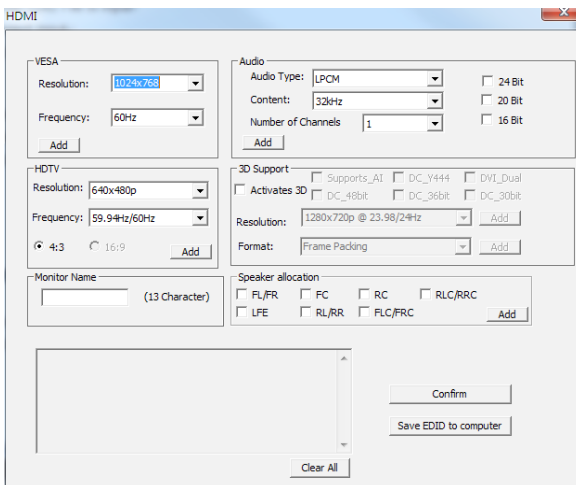 HDMI
VESA
Resolution: 1024x768
Frequency: 60Hz
Add
Audio
Audio Type: LPCM
Content: 32kHz
Number of Channels 1
24 Bit
20 Bit
16 Bit
Add
HDTV
Resolution: 640x480p
Frequency: 59.94Hz/60Hz
4:3 16:9 Add
3D Support
Activates 3D
Supports_AI DC_Y444 DVI_Dual
DC_48bit DC_36bit DC_30bit
Resolution: 1280x720p @ 23.98/24Hz Add
Format: Frame Packing Add
Monitor Name
(13 Character)
Speaker allocation
FL/FR FC RC RLC/RRC
LFE RL/RR FLC/FRC Add
Confirm
Save EDID to computer
Clear All